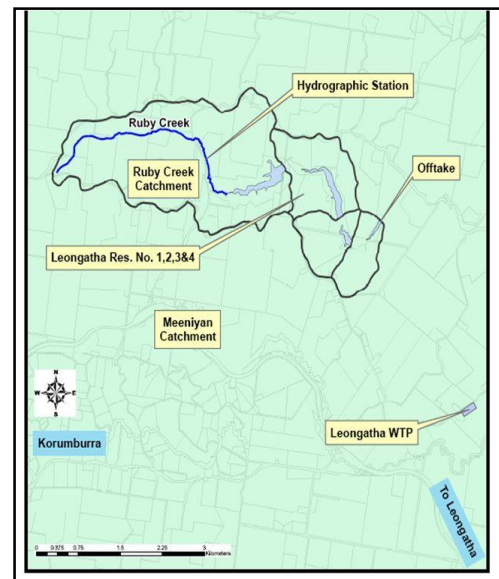 Hydrographic Station
Ruby Creek
Ruby Creek
Catchment
Offtake
Leongatha Res. No. 1,2,3&4
Meeniyan
Catchment
N
W E
S
Korumburra
Leongatha WTP
To Leongatha
0 0.375 0.75 1.5 2.25 3
Kilometers